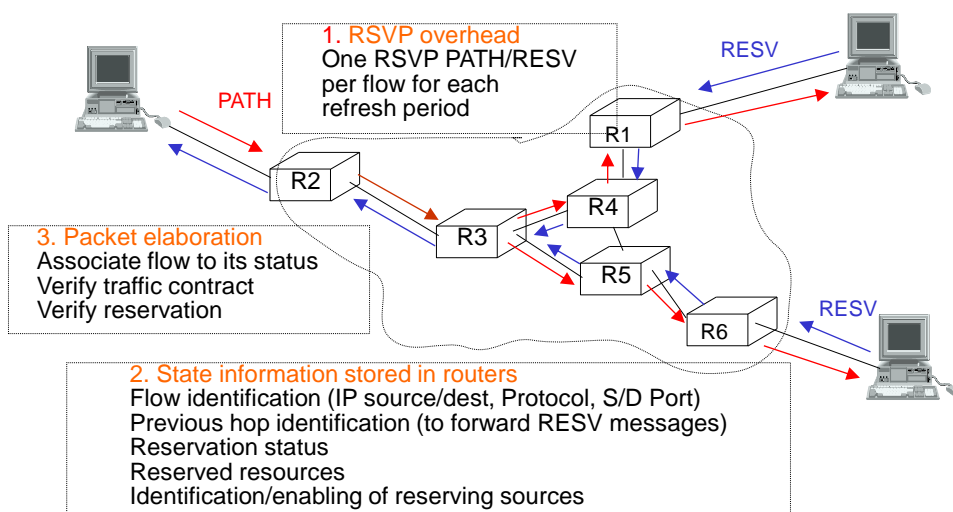 1. RSVP overhead
One RSVP PATH/RESV
per flow for each
refresh period
RESV
PATH
R1
R2
R4
R3
R5
R6
3. Packet elaboration
Associate flow to its status
Verify traffic contract
Verify reservation
RESV
2. State information stored in routers
Flow identification (IP source/dest, Protocol, S/D Port)
Previous hop identification (to forward RESV messages)
Reservation status
Reserved resources
Identification/enabling of reserving sources